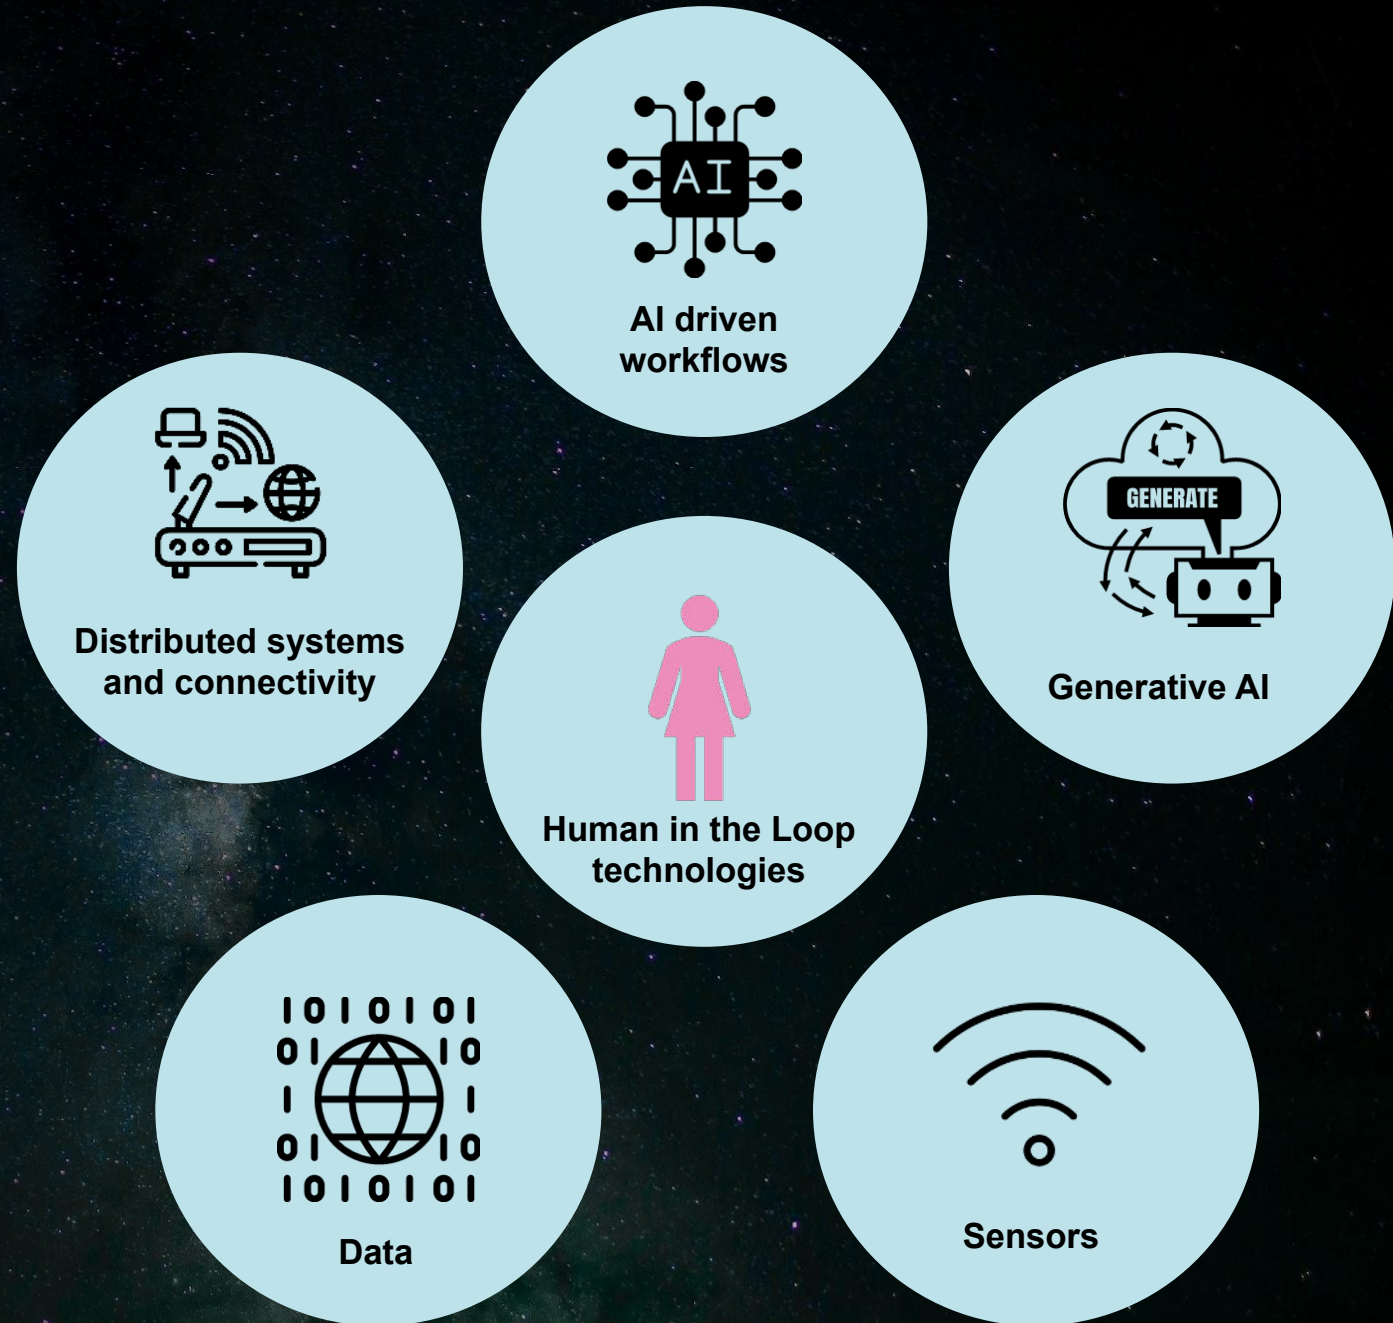 AI
AI driven
workflows
Distributed systems
and connectivity
GENERATE
Generative AI
Human in the Loop
technologies
1010101
01 10
1 1
01 10
1010101
Data
Sensors